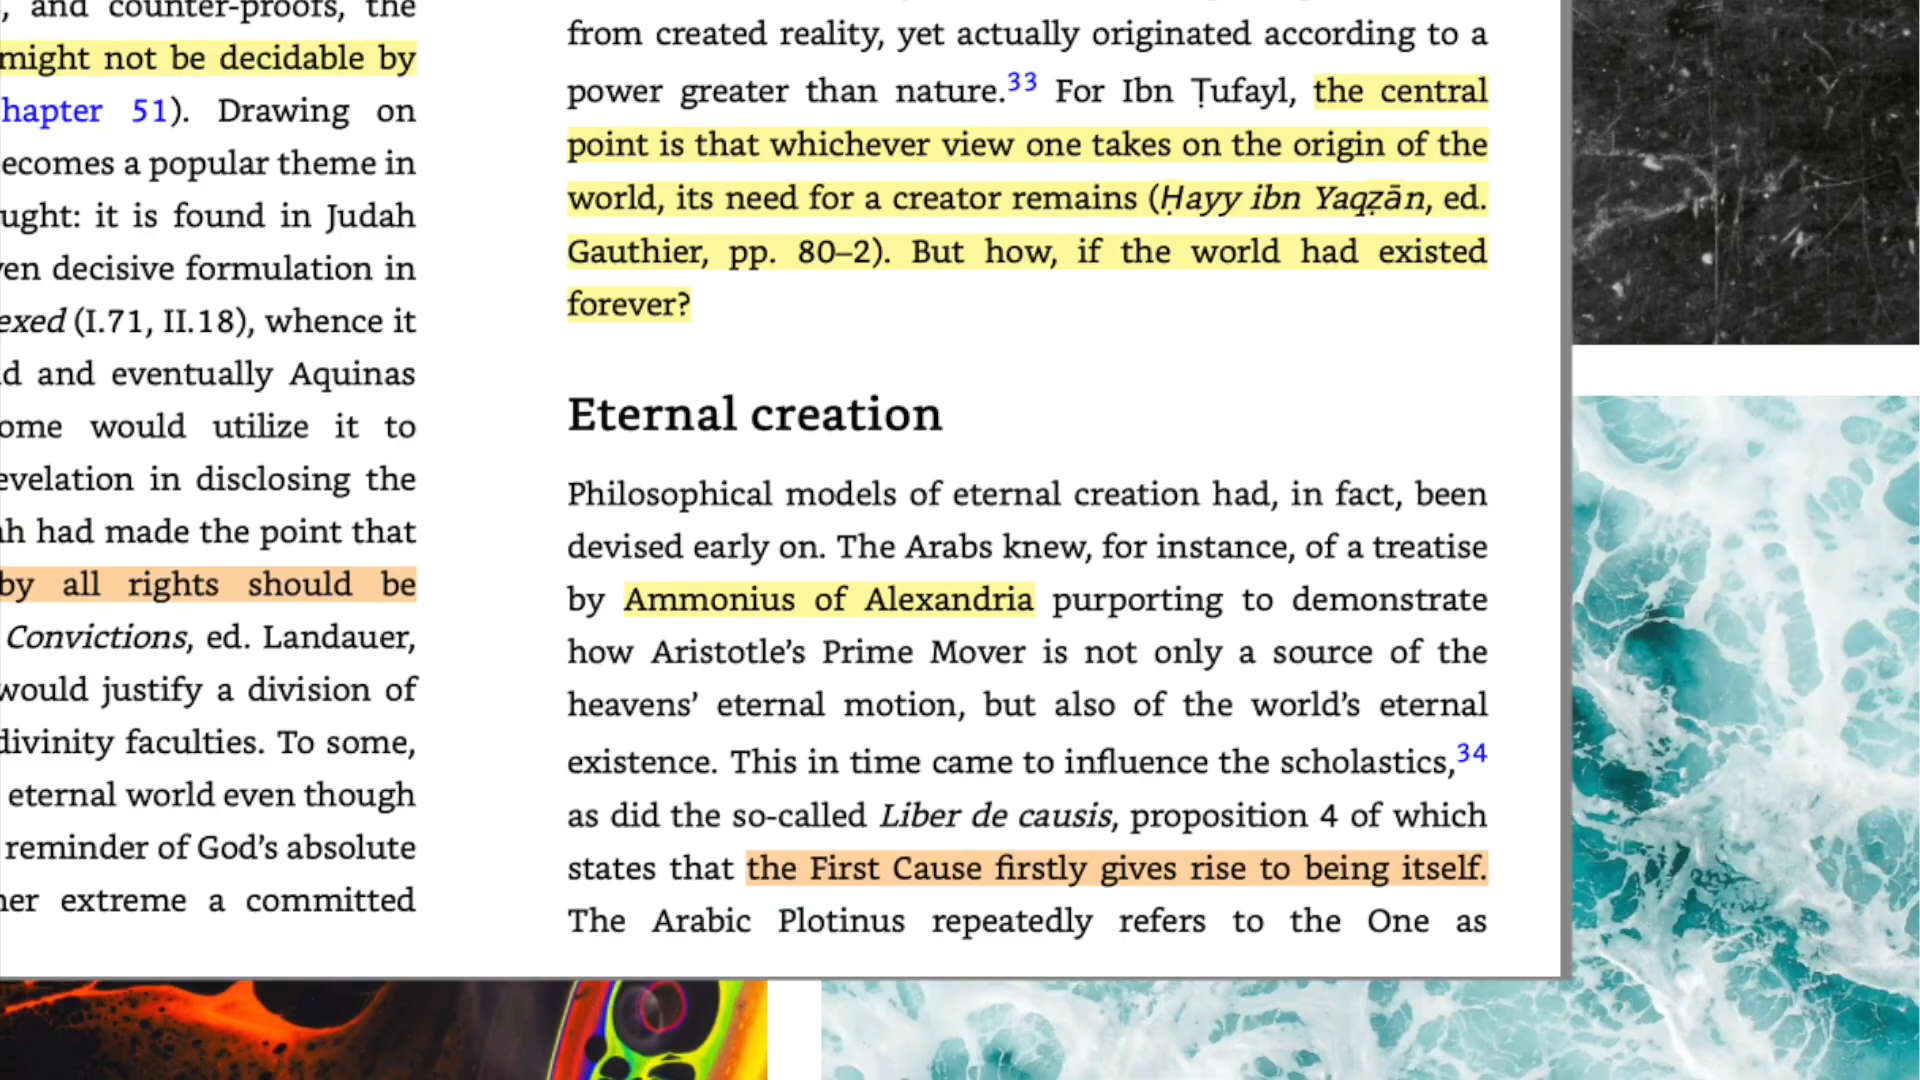 , and counter-proofs, the
might not be decidable by
hapter 51). Drawing on
ecomes a popular theme in
ught: it is found in Judah
ven decisive formulation in
exed (I.71, II.18), whence it
d and eventually Aquinas
ome would utilize it to
evelation in disclosing the
ah had made the point that
by all rights should be
Convictions, ed. Landauer,
would justify a division of
divinity faculties. To some,
eternal world even though
reminder of God’s absolute
her extreme a committed
from created reality, yet actually originated according to a
power greater than nature.33 For Ibn Ṭufayl, the central
point is that whichever view one takes on the origin of the
world, its need for a creator remains (Ḥayy ibn Yaqẓān, ed.
Gauthier, pp. 80–2). But how, if the world had existed
forever?
Eternal creation
Philosophical models of eternal creation had, in fact, been
devised early on. The Arabs knew, for instance, of a treatise
by Ammonius of Alexandria purporting to demonstrate
how Aristotle’s Prime Mover is not only a source of the
heavens’ eternal motion, but also of the world’s eternal
existence. This in time came to influence the scholastics,34
as did the so-called Liber de causis, proposition 4 of which
states that the First Cause firstly gives rise to being itself.
The Arabic Plotinus repeatedly refers to the One as